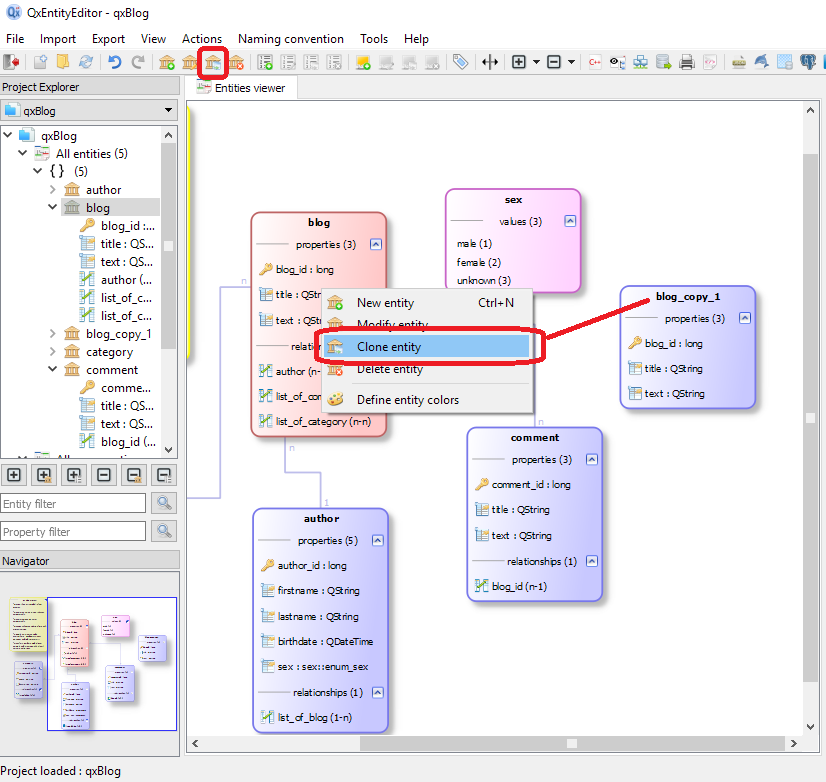 QxEntityEditor - qxBlog
File Import Export View Actions Naming convention Tools Help
Project Explorer
Entities viewer
qxBlog
qxBlog
All entities (5)
{ } (5)
author
blog
blog_id :...
title : QS...
text : QS...
author (...
list_of_c...
list_of_c...
blog_copy_1
category
comment
comme...
title : QS...
text : QS...
blog_id (...
Entity filter
Property filter
Navigator
blog
properties (3)
blog_id : long
title : QStr
text : QStr
relati
author (n-
list_of_com
list_of_category (n-n)
New entity Ctrl+N
Modify entity
Clone entity
Delete entity
Define entity colors
sex
values (3)
male (1)
female (2)
unknown (3)
blog_copy_1
properties (3)
blog_id : long
title : QString
text : QString
comment
properties (3)
comment_id : long
title : QString
text : QString
relationships (1)
blog_id (n-1)
n
n
n
1
author
properties (5)
author_id : long
firstname : QString
lastname : QString
birthdate : QDateTime
sex : sex::enum_sex
relationships (1)
list_of_blog (1-n)
Project loaded : qxBlog